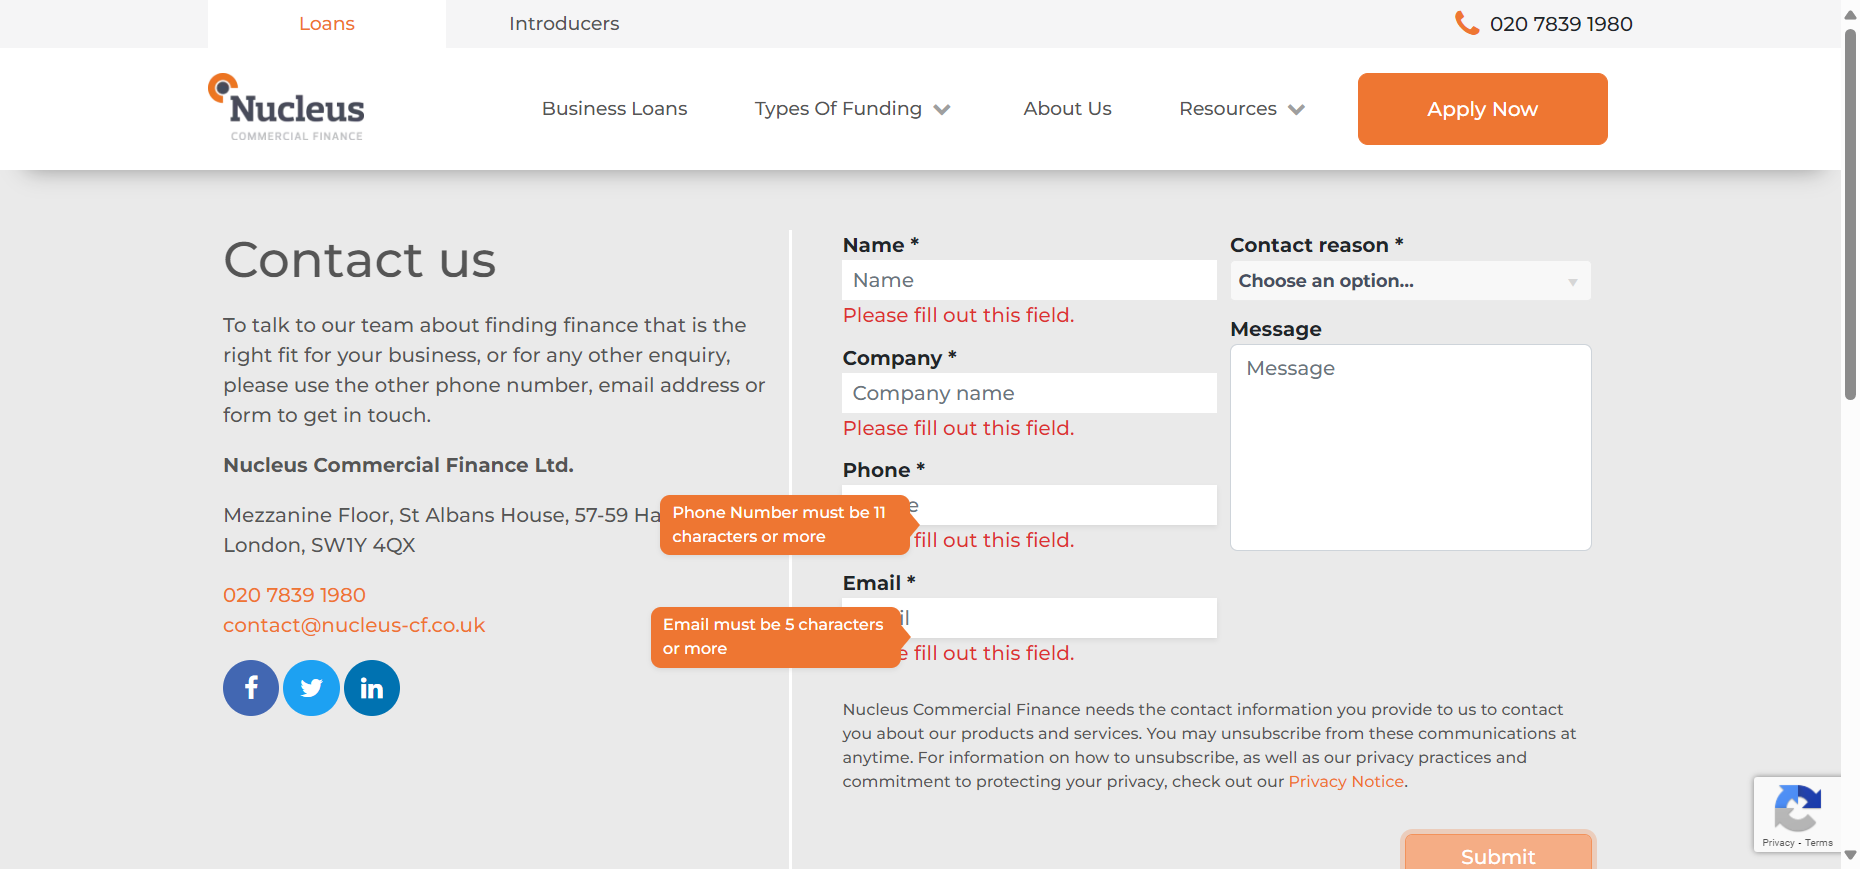 Loans
Introducers
020 7839 1980
Nucleus
COMMERCIAL FINANCE
Business Loans
Types Of Funding
About Us
Resources
Apply Now
Contact us
To talk to our team about finding finance that is the
right fit for your business, or for any other enquiry,
please use the other phone number, email address or
form to get in touch.
Nucleus Commercial Finance Ltd.
Mezzanine Floor, St Albans House, 57-59
London, SW1Y 4QX
020 7839 1980
contact@nucleus-cf.co.uk
Name *
Name
Please fill out this field.
Company *
Company name
Please fill out this field.
Phone *
Phone Number must be 11
characters or more
fill out this field.
Email *
Email must be 5 characters
or more
fill out this field.
Contact reason *
Choose an option...
Message
Message
Nucleus Commercial Finance needs the contact information you provide to us to contact
you about our products and services. You may unsubscribe from these communications at
anytime. For information on how to unsubscribe, as well as our privacy practices and
commitment to protecting your privacy, check out our Privacy Notice.
Submit
Privacy - Terms